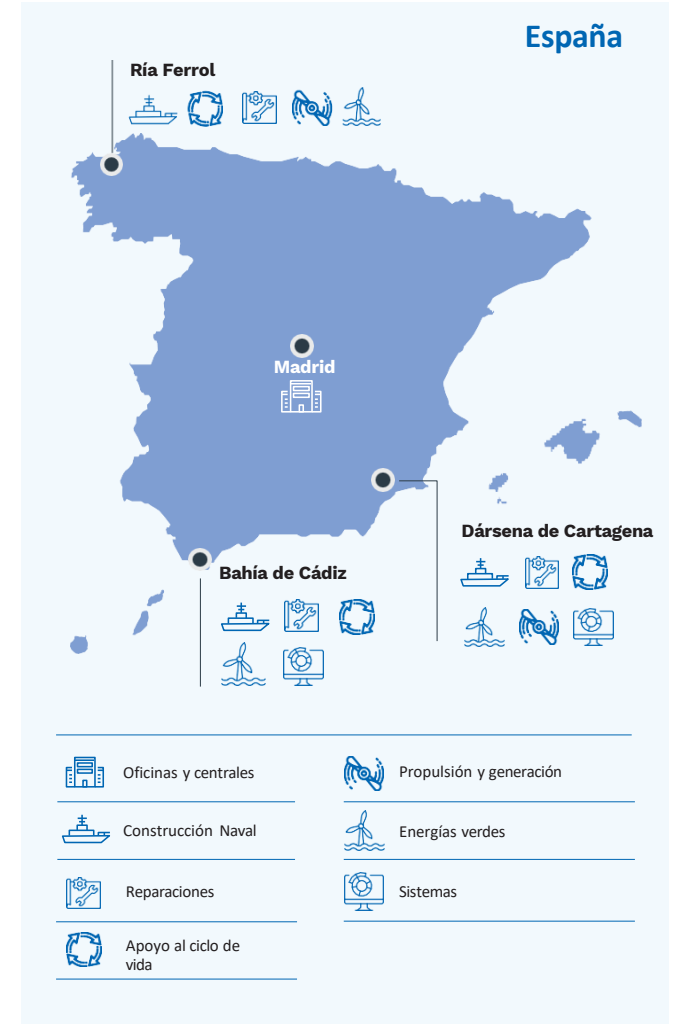 España
Ría Ferrol
Madrid
Dársena de Cartagena
Bahía de Cádiz
Oficinas y centrales
Propulsión y generación
Construcción Naval
Energías verdes
Reparaciones
Sistemas
Apoyo al ciclo de
vida